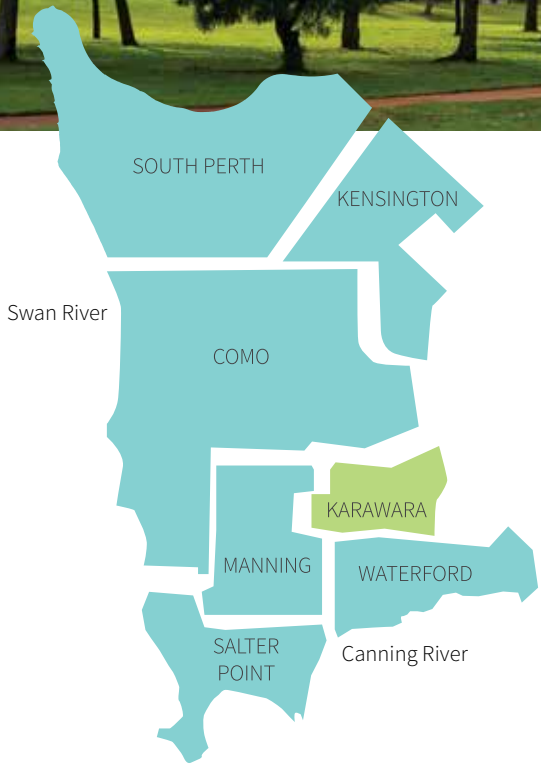 SOUTH PERTH
KENSINGTON
Swan River
COMO
KARAWARA
MANNING
WATERFORD
SALTER
POINT
Canning River